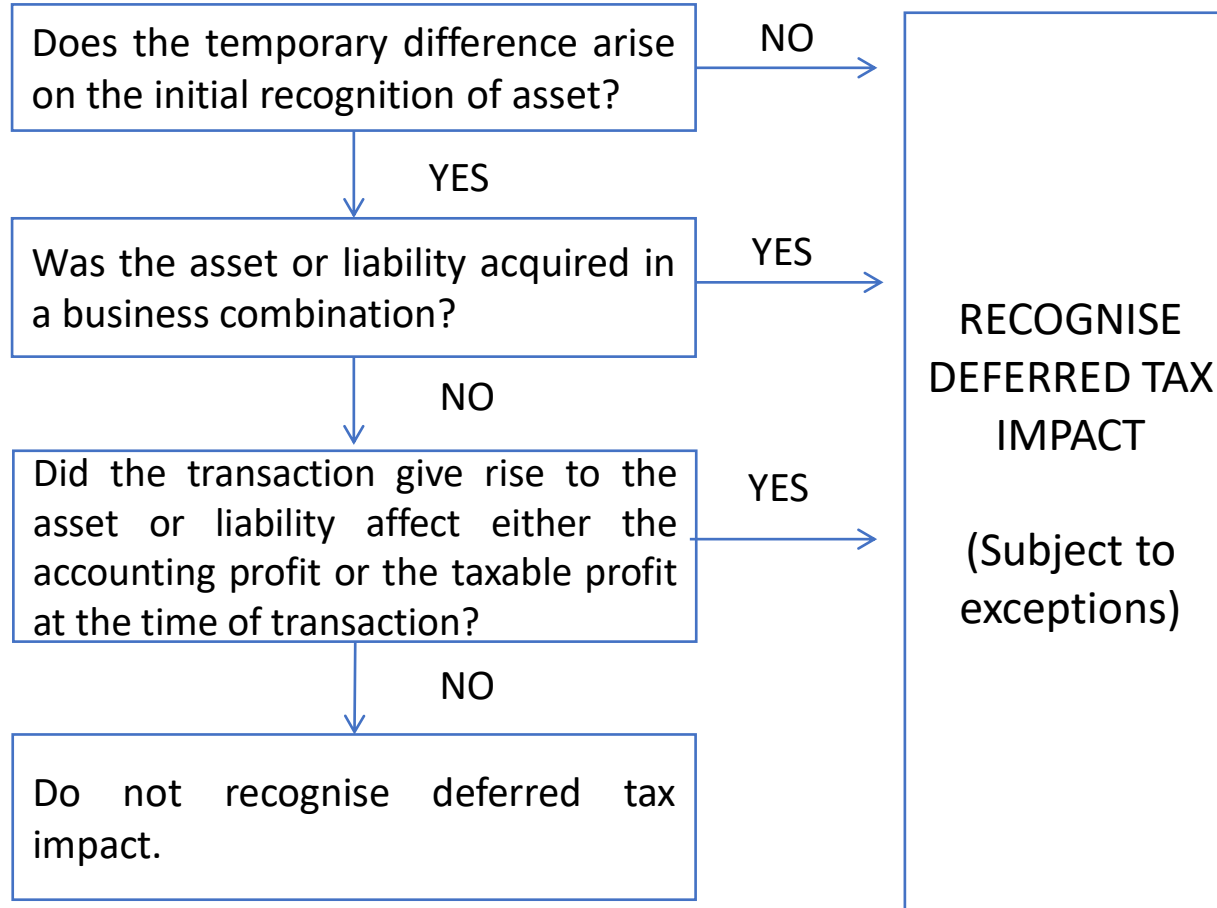 Does the temporary difference arise
on the initial recognition of asset?
NO
YES
Was the asset or liability acquired in
a business combination?
YES
NO
Did the transaction give rise to the
asset or liability affect either the
accounting profit or the taxable profit
at the time of transaction?
YES
NO
Do not recognise deferred tax
impact.
RECOGNISE
DEFERRED TAX
IMPACT
(Subject to
exceptions)